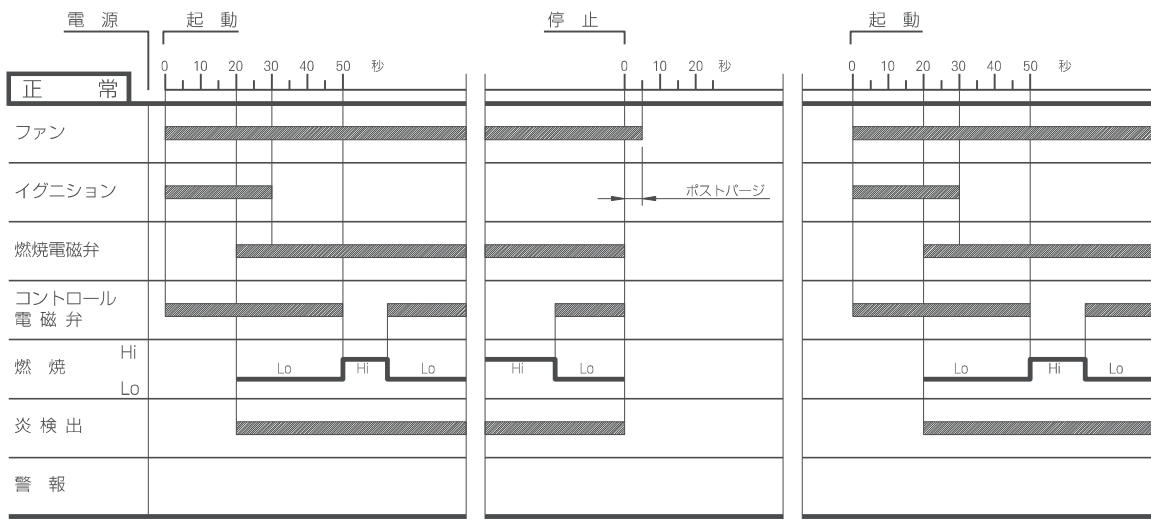 電源 起動 停止 起動
0 10 20 30 50 秒 0 10 20 秒 0 10 20 30 50 秒
正常
ファン
イグニション ポストパージ
燃焼電磁弁
コントロール
電磁弁
燃焼 Hi Lo Hi Lo Hi Lo Lo Hi Lo
Lo
炎検出
警報